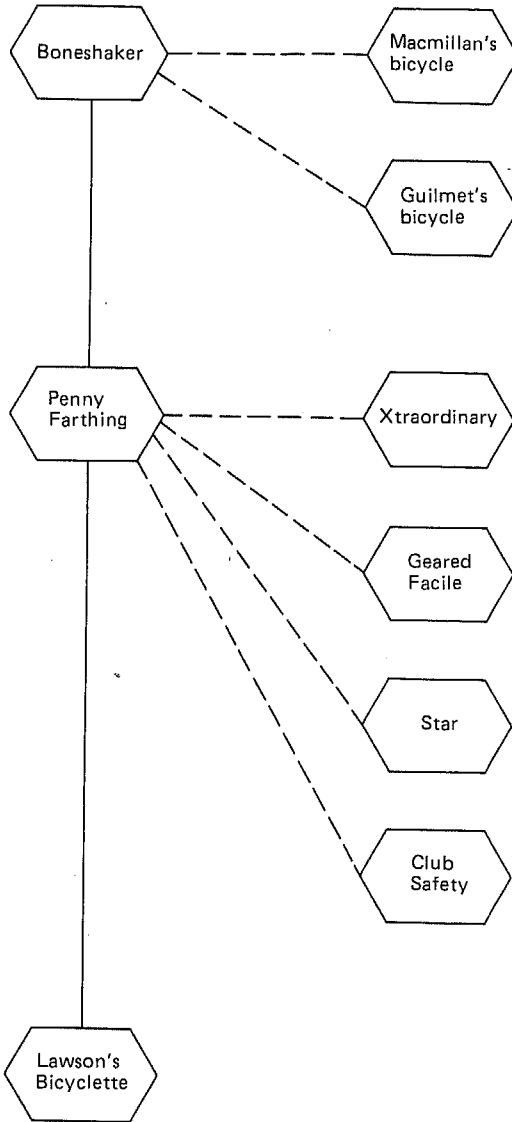 Boneshaker
Macmillan's
bicycle
Guilmet's
bicycle
Penny
Farthing
Xtraordinary
Geared
Facile
Star
Club
Safety
Lawson's
Bicyclette